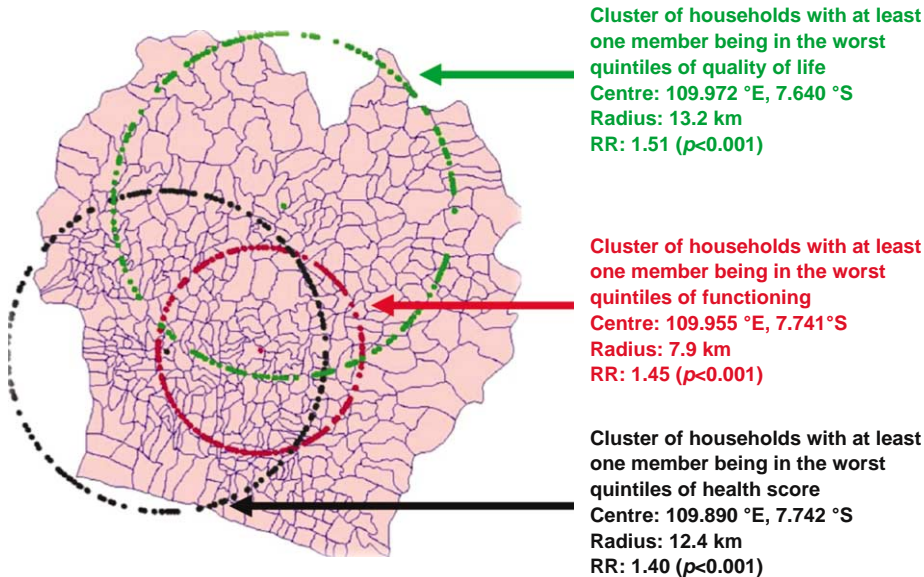 Cluster of households with at least
one member being in the worst
quintiles of quality of life
Centre: 109.972 °E, 7.640 °S
Radius: 13.2 km
RR: 1.51 (p<0.001)
Cluster of households with at least
one member being in the worst
quintiles of functioning
Centre: 109.955 °E, 7.741°S
Radius: 7.9 km
RR: 1.45 (p<0.001)
Cluster of households with at least
one member being in the worst
quintiles of health score
Centre: 109.890 °E, 7.742 °S
Radius: 12.4 km
RR: 1.40 (p<0.001)